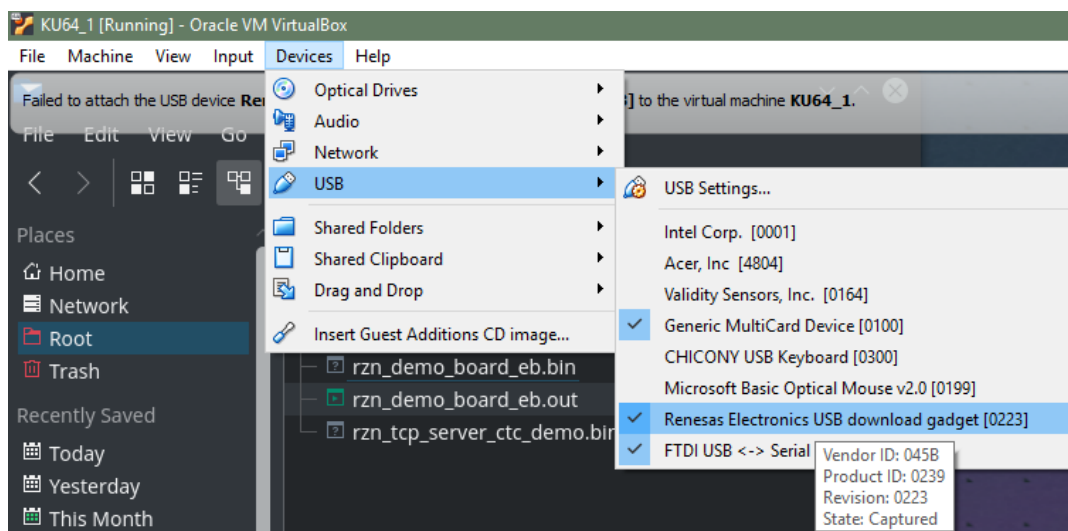 KU64_1 [Running] - Oracle VM VirtualBox
File Machine View Input Devices Help
Failed to attach the USB device Re
] to the virtual machine KU64_1.
File Edit View Go
Places
Home
Network
Root
Trash
Recently Saved
Today
Yesterday
This Month
Optical Drives
Audio
Network
USB
Shared Folders
Shared Clipboard
Drag and Drop
Insert Guest Additions CD image...
USB Settings...
Intel Corp. [0001]
Acer, Inc [4804]
Validity Sensors, Inc. [0164]
Generic MultiCard Device [0100]
CHICONY USB Keyboard [0300]
Microsoft Basic Optical Mouse v2.0 [0199]
Renesas Electronics USB download gadget [0223]
FTDI USB <-> Serial
Vendor ID: 045B
Product ID: 0239
Revision: 0223
State: Captured
rzn_demo_board_eb.bin
rzn_demo_board_eb.out
rzn_tcp_server_ctc_demo.bin